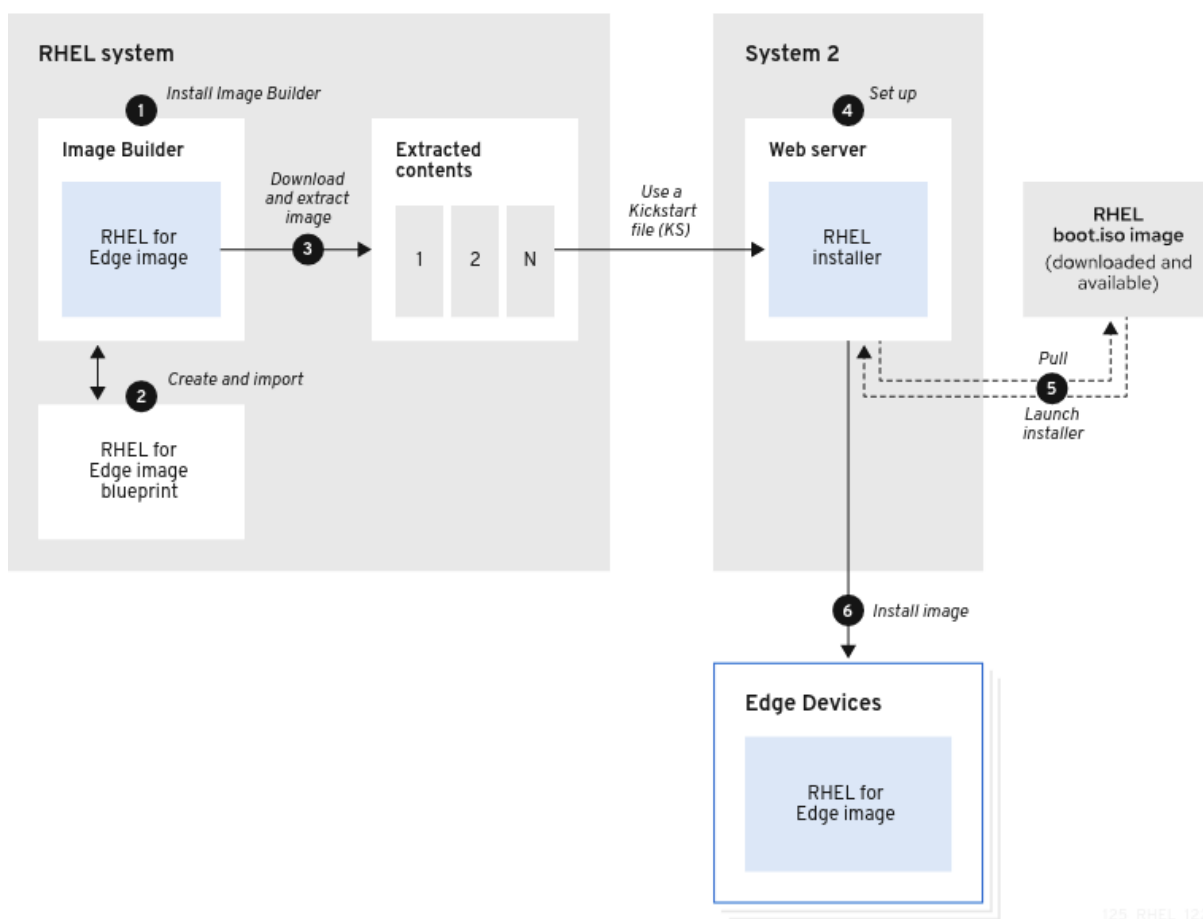 RHEL system
1
Install Image Builder
Image Builder
RHEL for
Edge image
Download
and extract
image
3
Extracted
contents
1
2
N
2
Create and import
RHEL for
Edge image
blueprint
Use a
Kickstart
file (KS)
System 2
4
Set up
Web server
RHEL
installer
RHEL
boot.iso image
(downloaded and
available)
Pull
5
Launch
installer
6
Install image
Edge Devices
RHEL for
Edge image